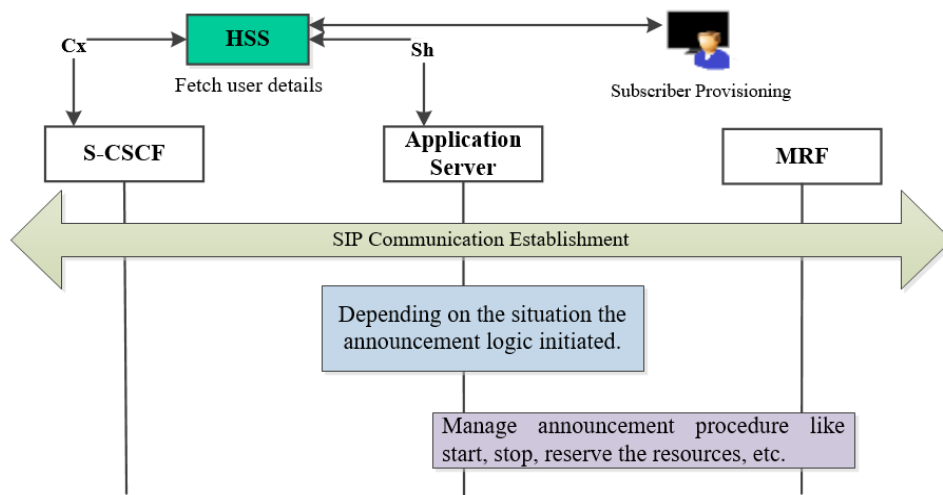 HSS
Cx
Sh
Fetch user details
Subscriber Provisioning
S-CSCF
Application
Server
MRF
SIP Communication Establishment
Depending on the situation the
announcement logic initiated.
Manage announcement procedure like
start, stop, reserve the resources, etc.